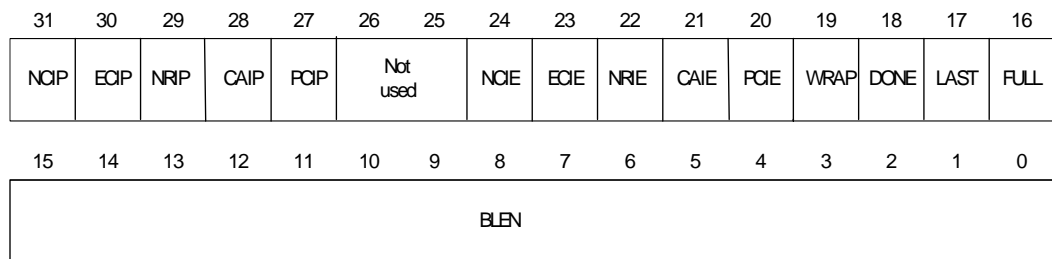 31 30 29 28 27 26 25 24 23 22 21 20 19 18 17 16
NCIP ECIP NRIP CAIP PCIP Not used NCIE ECIE NRIE CAIE PCIE WRAP DONE LAST FULL
15 14 13 12 11 10 9 8 7 6 5 4 3 2 1 0
BLEN